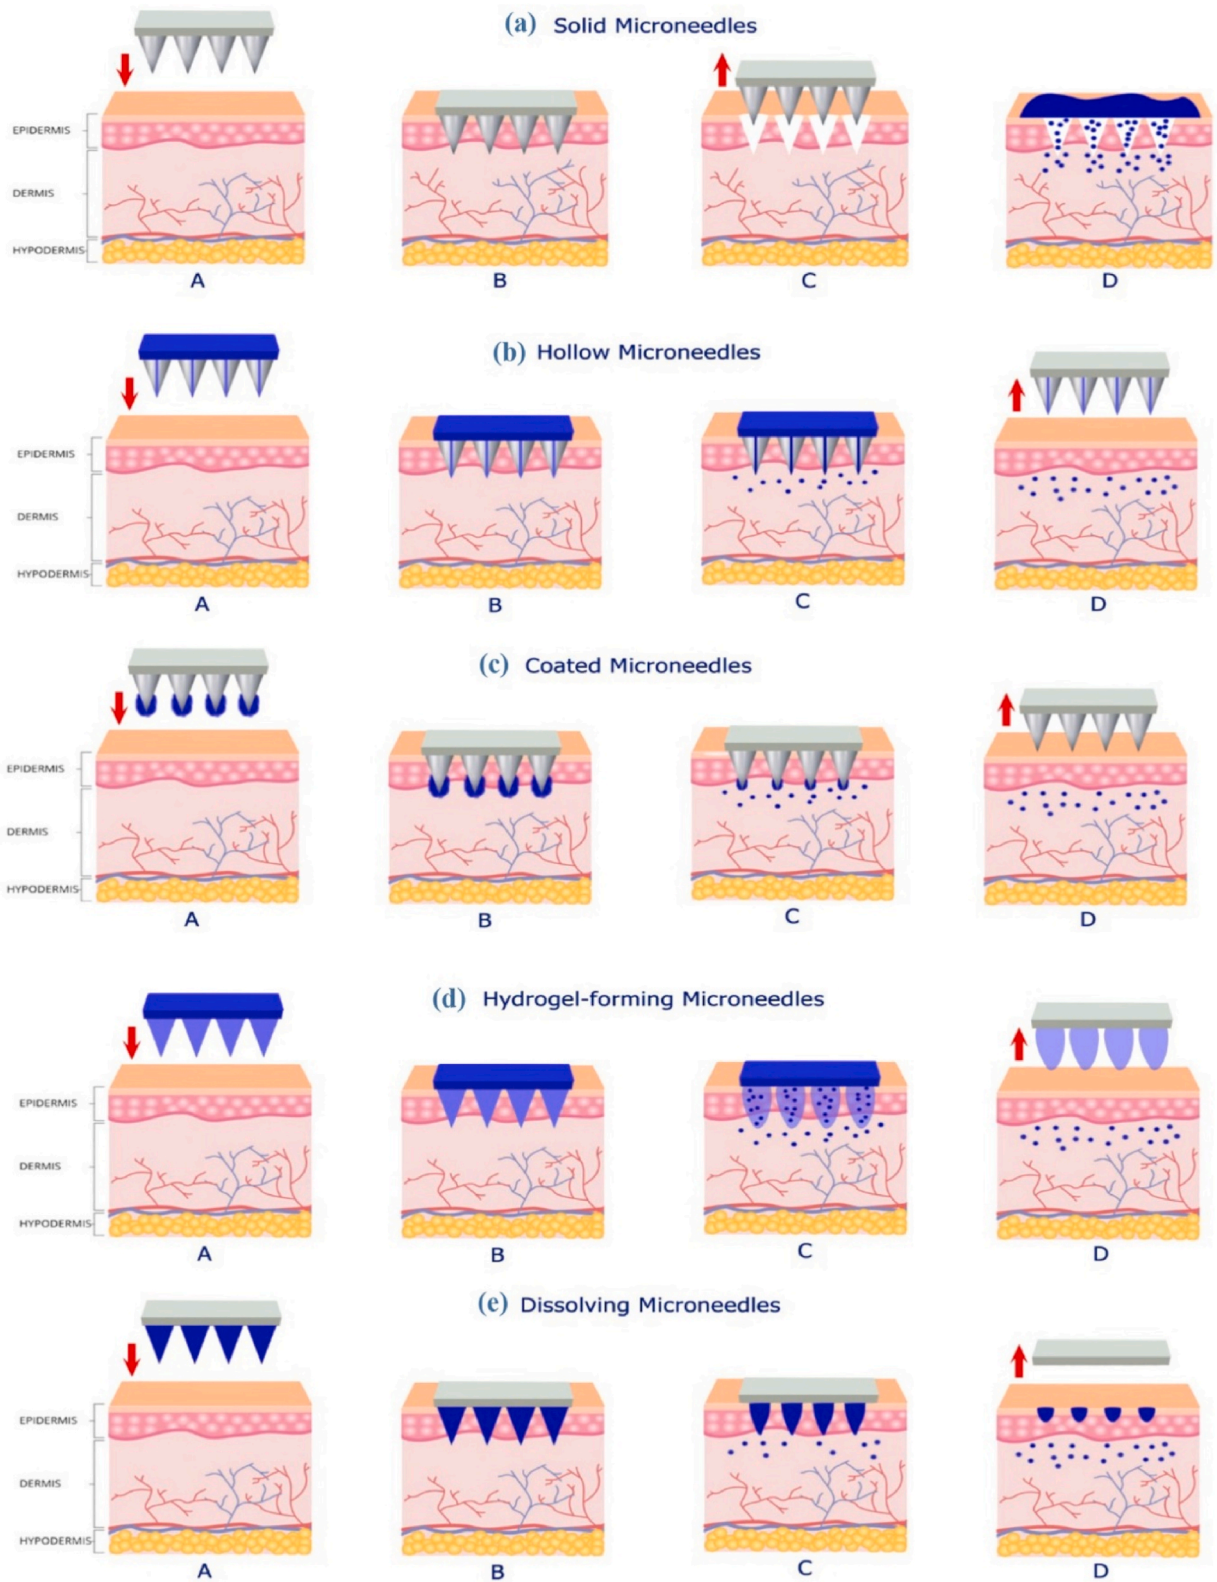 (a) Solid Microneedles
EPIDERMIS
DERMIS
HYPODERMIS
A B C D
(b) Hollow Microneedles
EPIDERMIS
DERMIS
HYPODERMIS
A B C D
(c) Coated Microneedles
EPIDERMIS
DERMIS
HYPODERMIS
A B C D
(d) Hydrogel-forming Microneedles
EPIDERMIS
DERMIS
HYPODERMIS
A B C D
(e) Dissolving Microneedles
EPIDERMIS
DERMIS
HYPODERMIS
A B C D